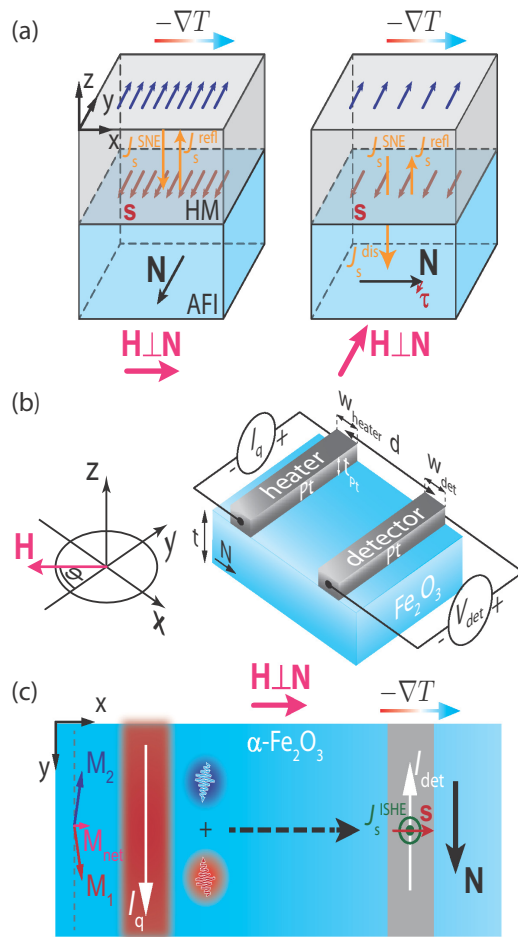 (a)
−∇T
−∇T
z
y
x
J_s^SNE
J_s^refl
s
HM
N
AFI
H⊥N
J_s^SNE
J_s^refl
s
J_s^dis
N
τ
H⊥N
(b)
z
H
φ
y
x
I_q
+
-
w_heater
d
w_det
heater
Pt
t_Pt
detector
Pt
t
N
Fe₂O₃
V_det
+
-
(c)
H⊥N
−∇T
x
y
α-Fe₂O₃
M₂
M_net
M₁
I_q
+
I_det
J_s^ISHE
s
N